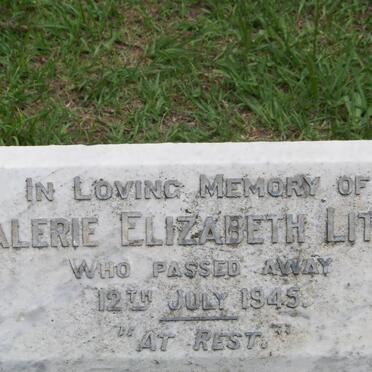 IN LOVING MEMORY OF
ALERIE ELIZABETH LIT
WHO PASSED AWAY
12TH JULY 1945.
"AT REST."